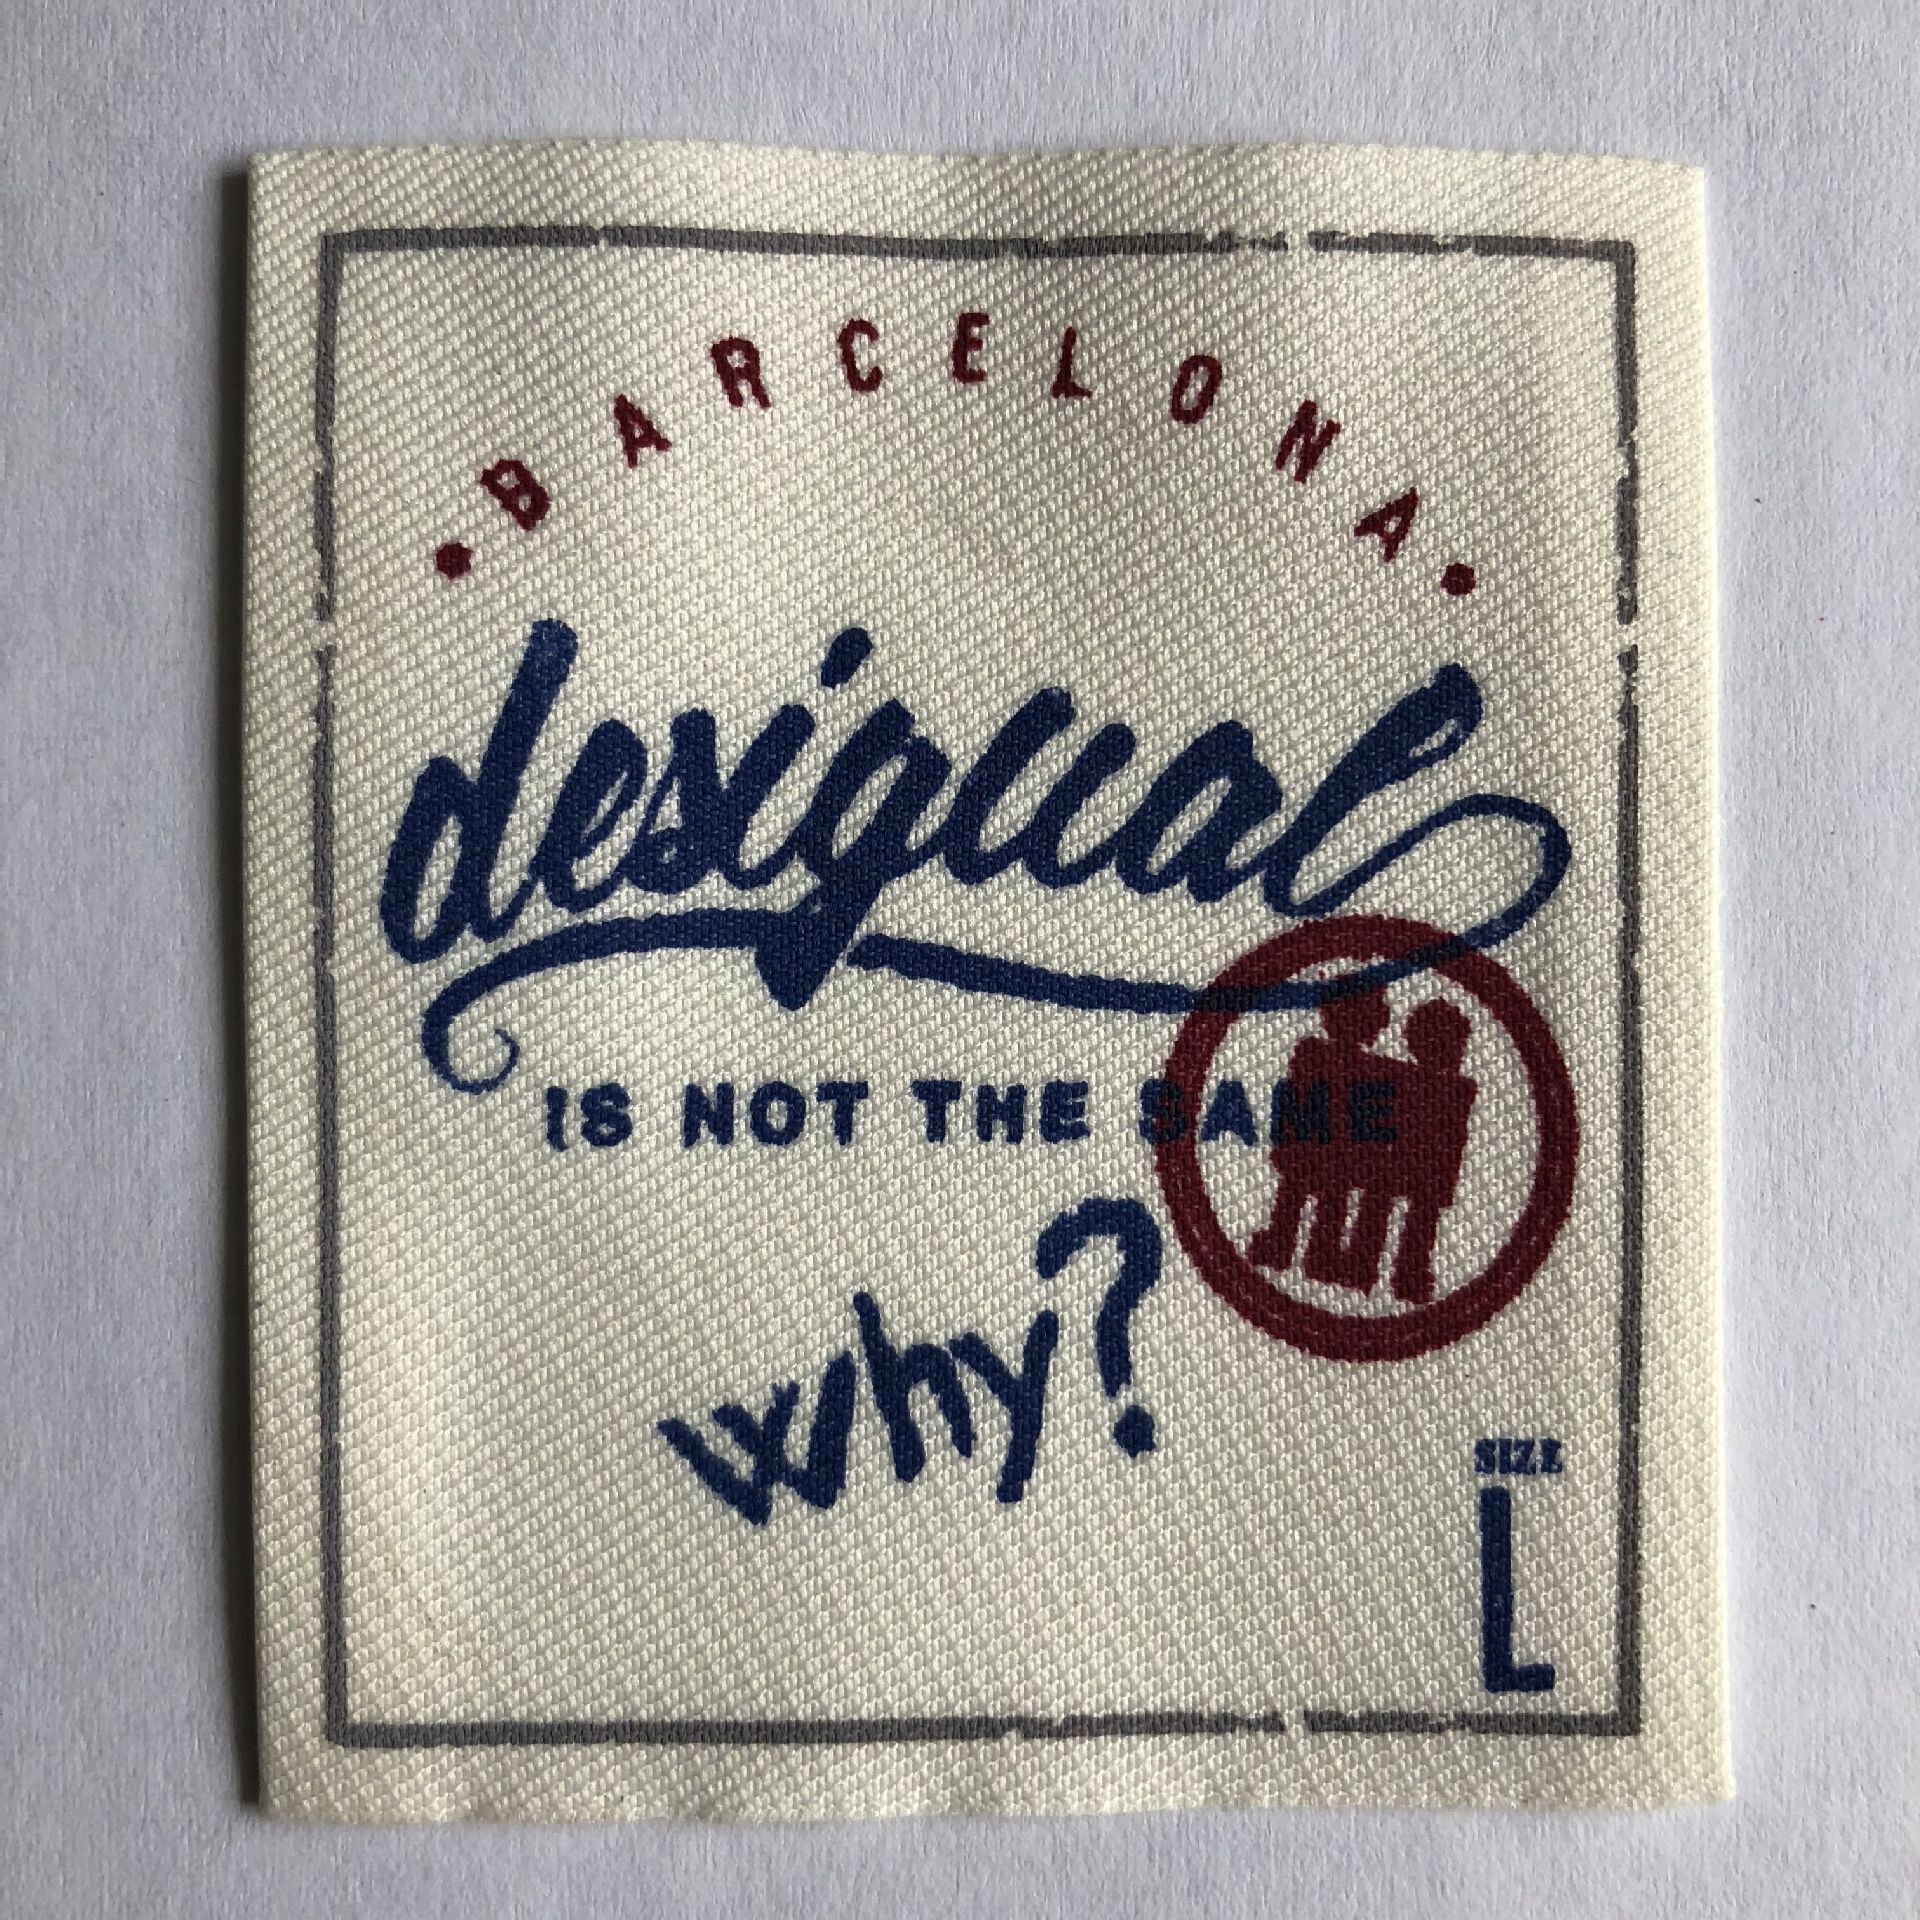 •BARCELONA•
desigual
IS NOT THE SAME
why?
SIZE
L